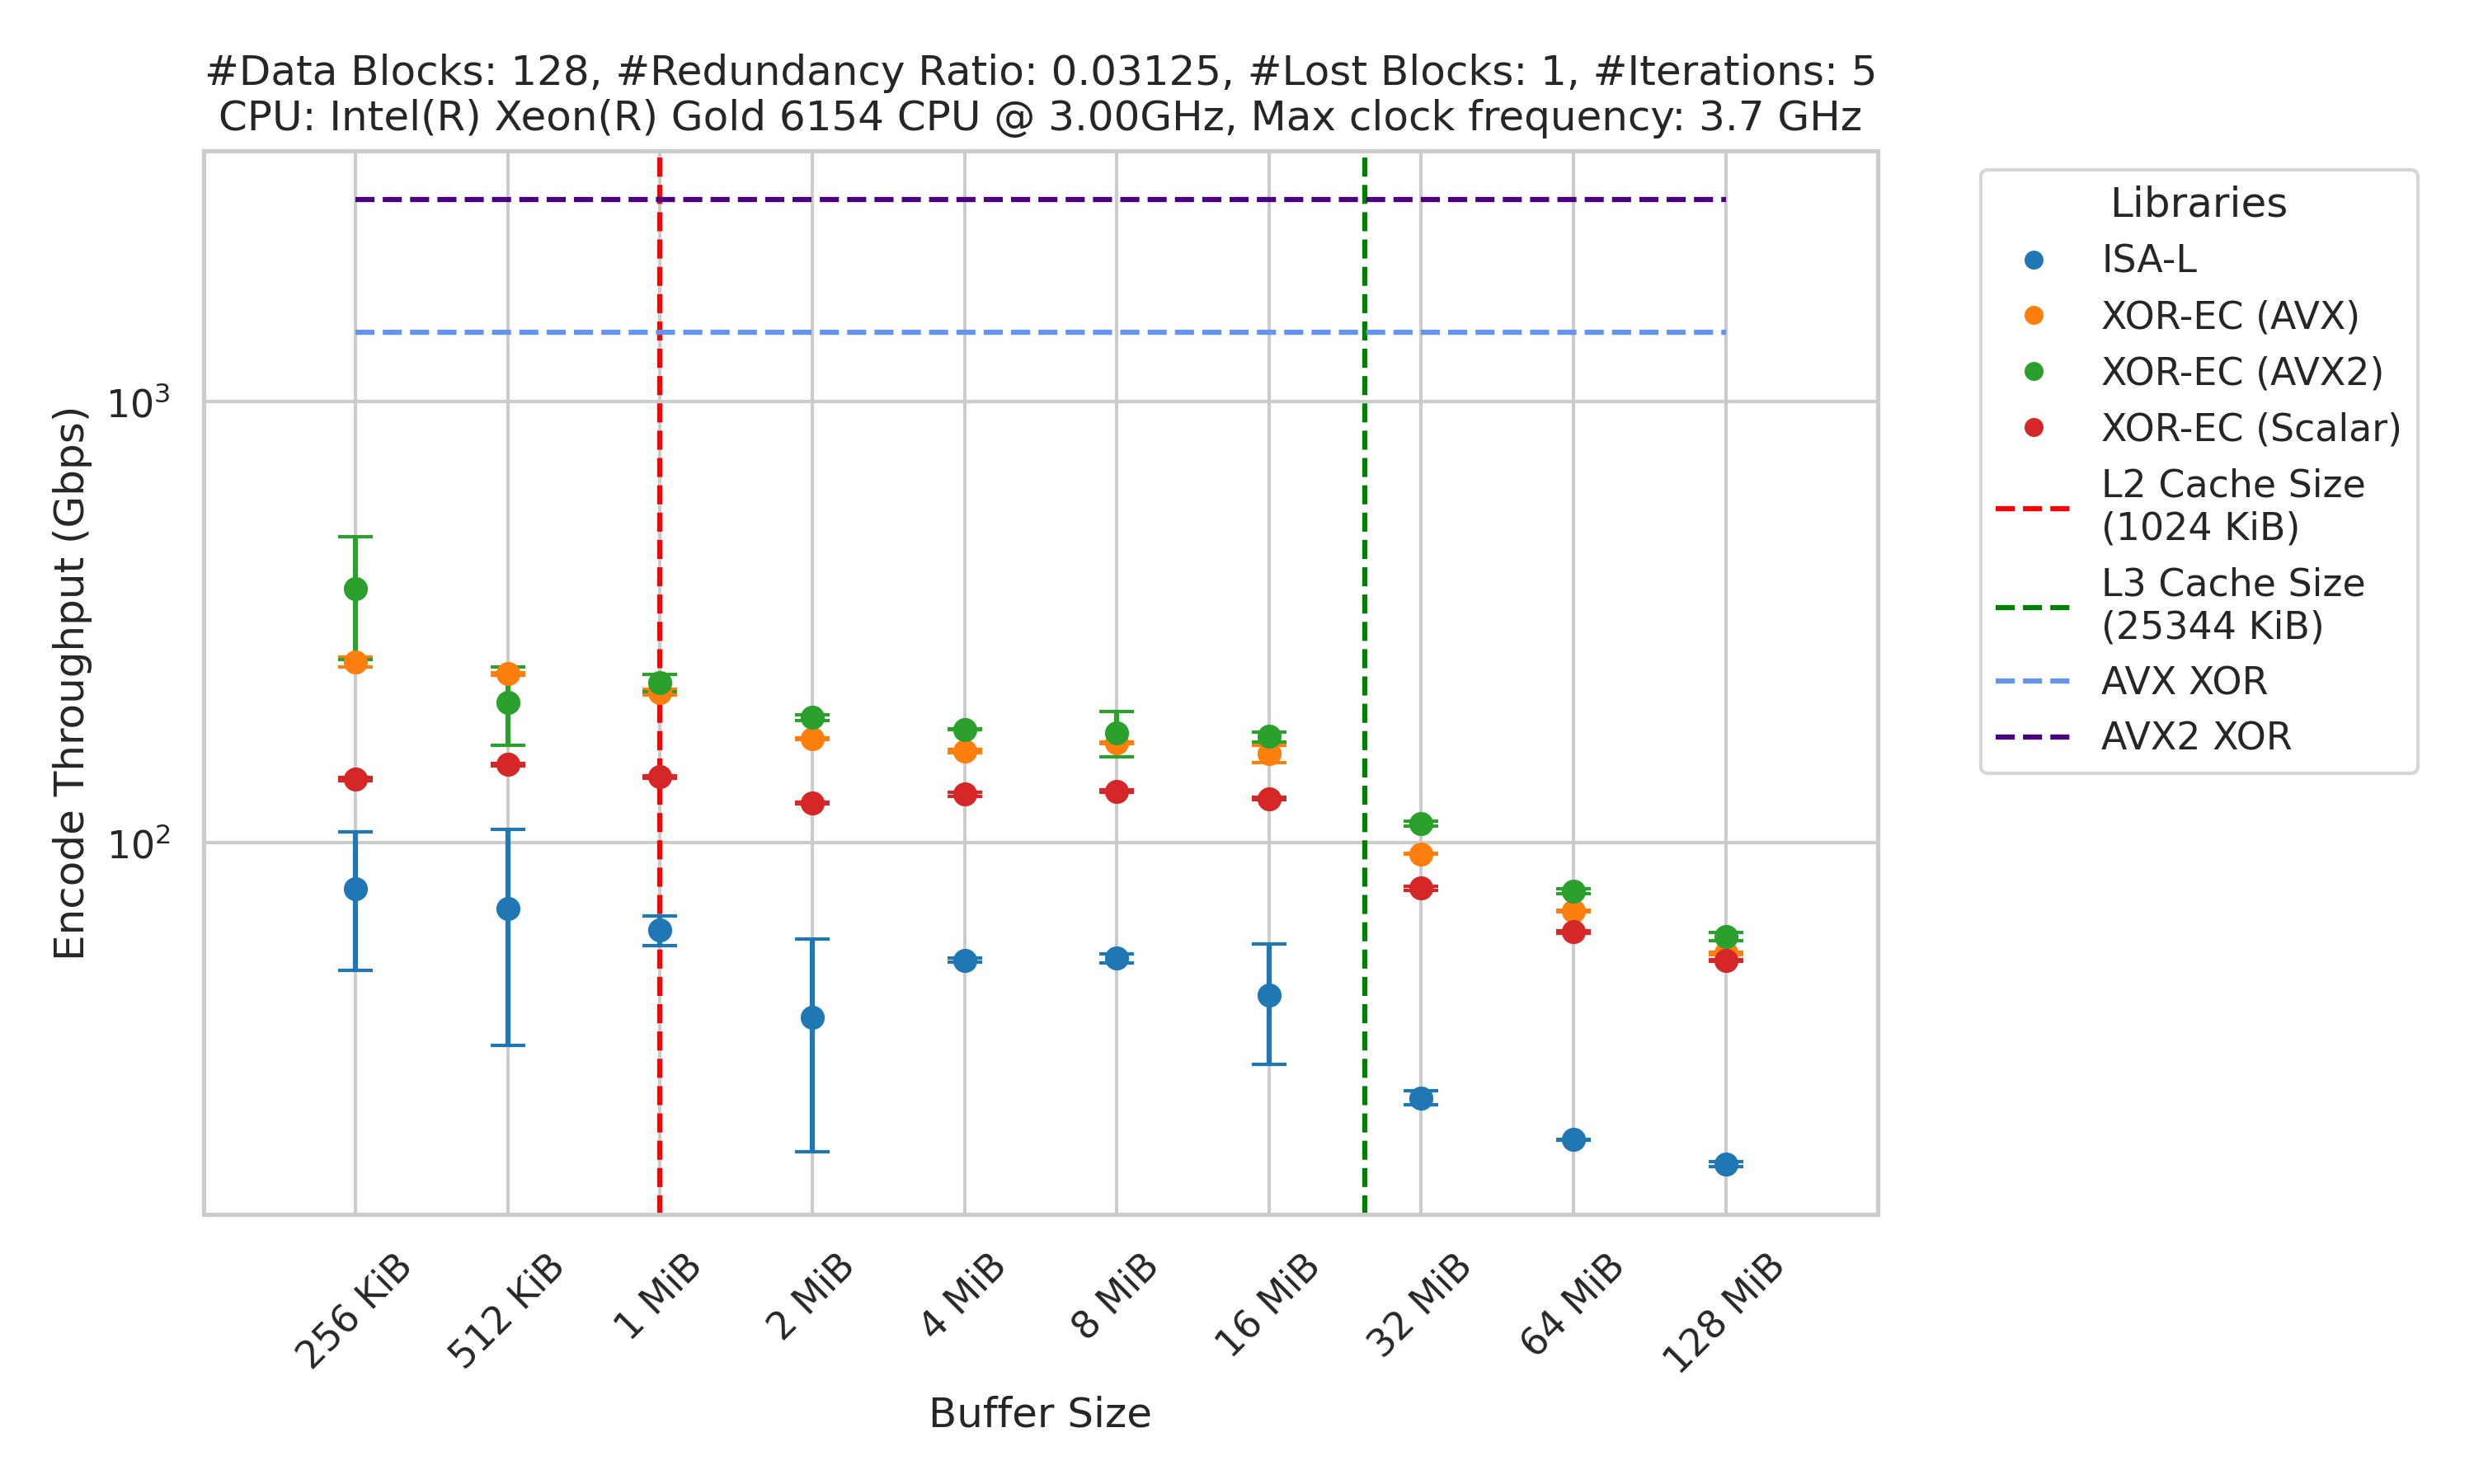 #Data Blocks: 128, #Redundancy Ratio: 0.03125, #Lost Blocks: 1, #Iterations: 5
CPU: Intel(R) Xeon(R) Gold 6154 CPU @ 3.00GHz, Max clock frequency: 3.7 GHz
Encode Throughput (Gbps)
10³
10²
256 KiB
512 KiB
1 MiB
2 MiB
4 MiB
8 MiB
16 MiB
32 MiB
64 MiB
128 MiB
Buffer Size
Libraries
ISA-L
XOR-EC (AVX)
XOR-EC (AVX2)
XOR-EC (Scalar)
L2 Cache Size
(1024 KiB)
L3 Cache Size
(25344 KiB)
AVX XOR
AVX2 XOR